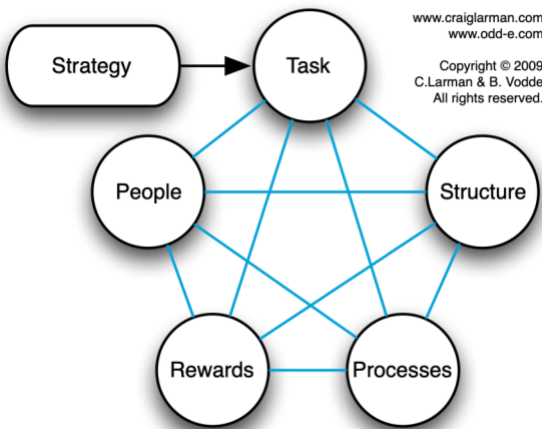 www.craiglarman.com
www.odd-e.com
Copyright © 2009
C.Larman & B. Vodde
All rights reserved.
Strategy
Task
People
Structure
Rewards
Processes